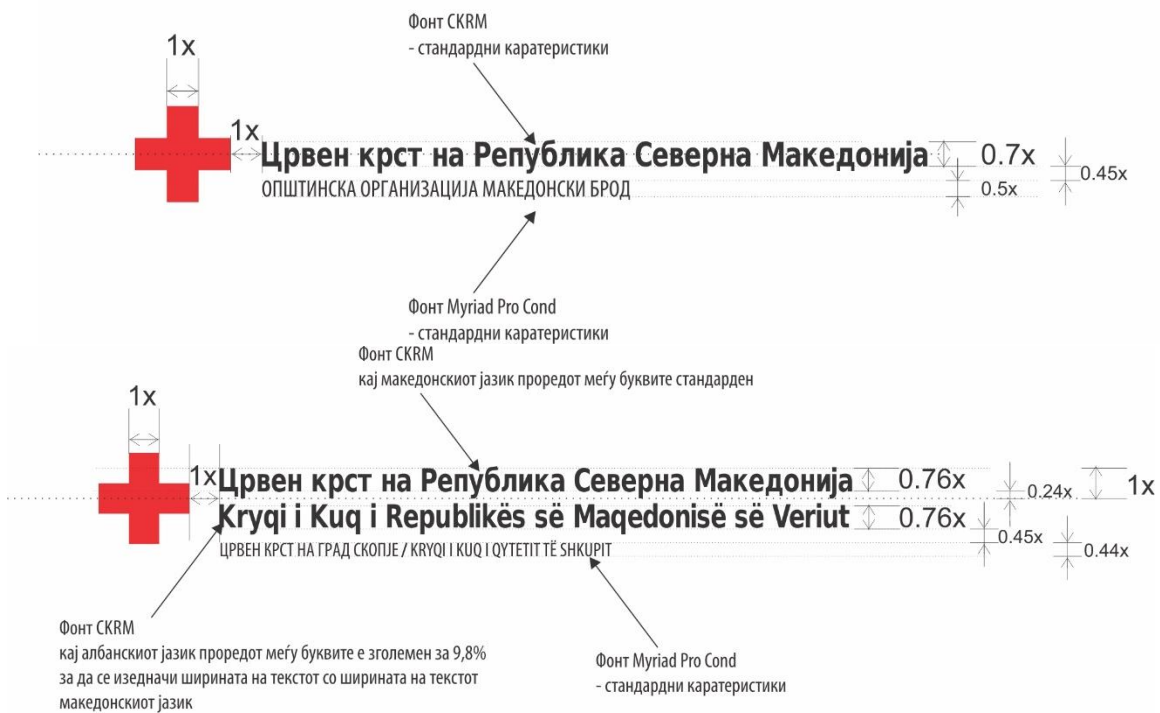 Фонт CKRM
- стандардни каратеристики
1x
1x
Црвен крст на Република Северна Македонија
0.7x
0.45x
ОПШТИНСКА ОРГАНИЗАЦИЈА МАКЕДОНСКИ БРОД
0.5x
Фонт Myriad Pro Cond
- стандардни каратеристики
Фонт CKRM
кај македонскиот јазик проредот меѓу буквите стандарден
1x
1x
Црвен крст на Република Северна Македонија
0.76x
0.24x
1x
Kryqi i Kuq i Republikës së Maqedonisë së Veriut
0.76x
0.45x
0.44x
ЦРВЕН КРСТ НА ГРАД СКОПЈЕ / KRYQI I KUQ I QYTETIT TË SHKUPIT
Фонт CKRM
кај албанскиот јазик проредот меѓу буквите е зголемен за 9,8%
за да се изедначи ширината на текстот со ширината на текстот
македонскиот јазик
Фонт Myriad Pro Cond
- стандардни каратеристики